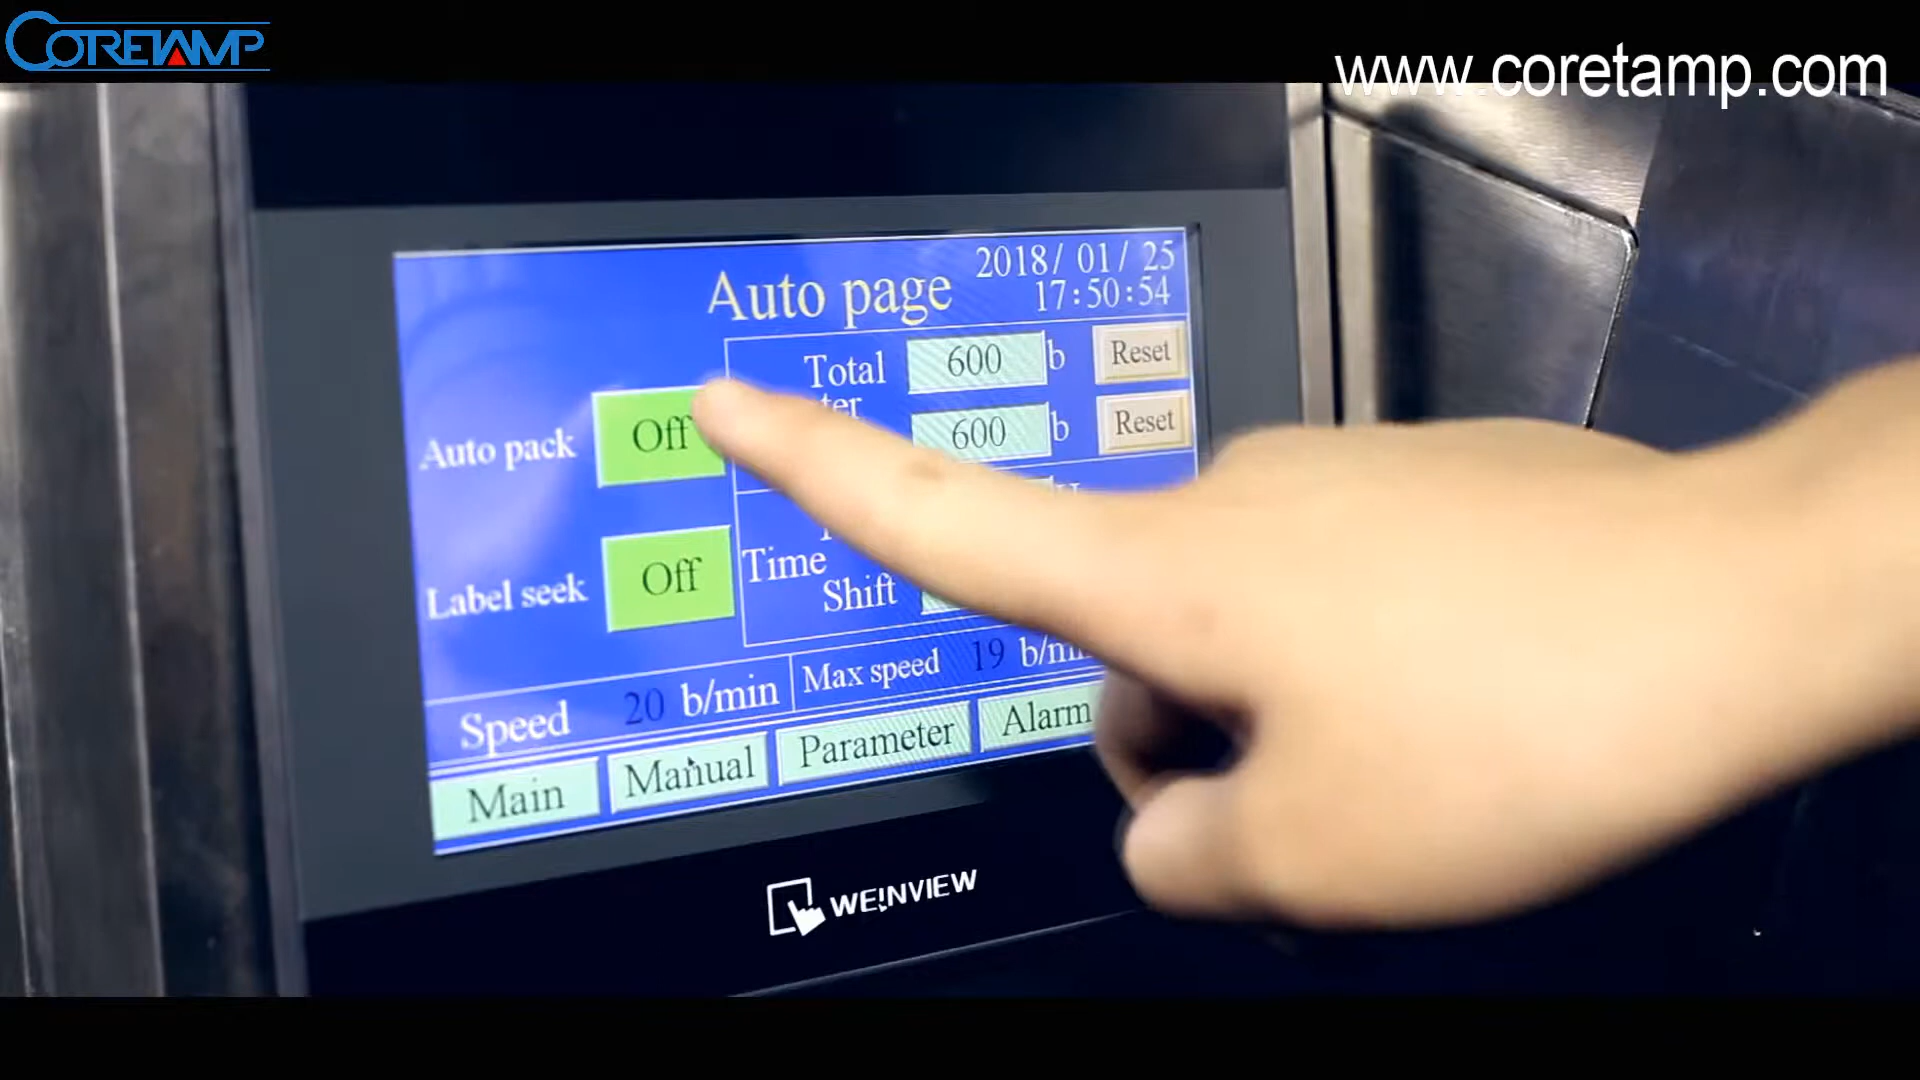 CORETAMP
www.coretamp.com
2018/ 01/ 25
Auto page
17:50:54
Total 600 b Reset
600 b Reset
Auto pack Off
Time
Label seek Off
Shift
Speed 20 b/min Max speed 19
Main Manual Parameter Alarm
WEINVIEW